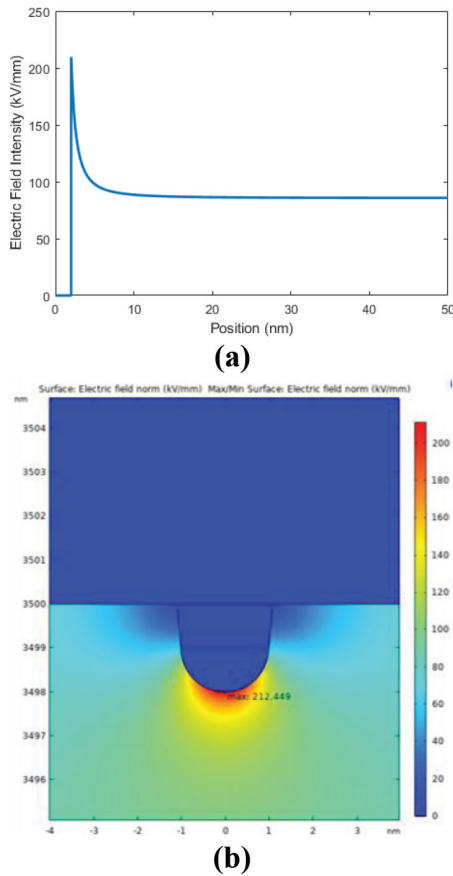 250
200
150
100
50
0
Electric Field Intensity (kV/mm)
0 10 20 30 40 50
Position (nm)
(a)
Surface: Electric field norm (kV/mm) Max/Min Surface: Electric field norm (kV/mm)
nm
3504
3503
3502
3501
3500
3499
3498
3497
3496
max: 212.449
200
180
160
140
120
100
80
60
40
20
0
-4 -3 -2 -1 0 1 2 3 nm
(b)